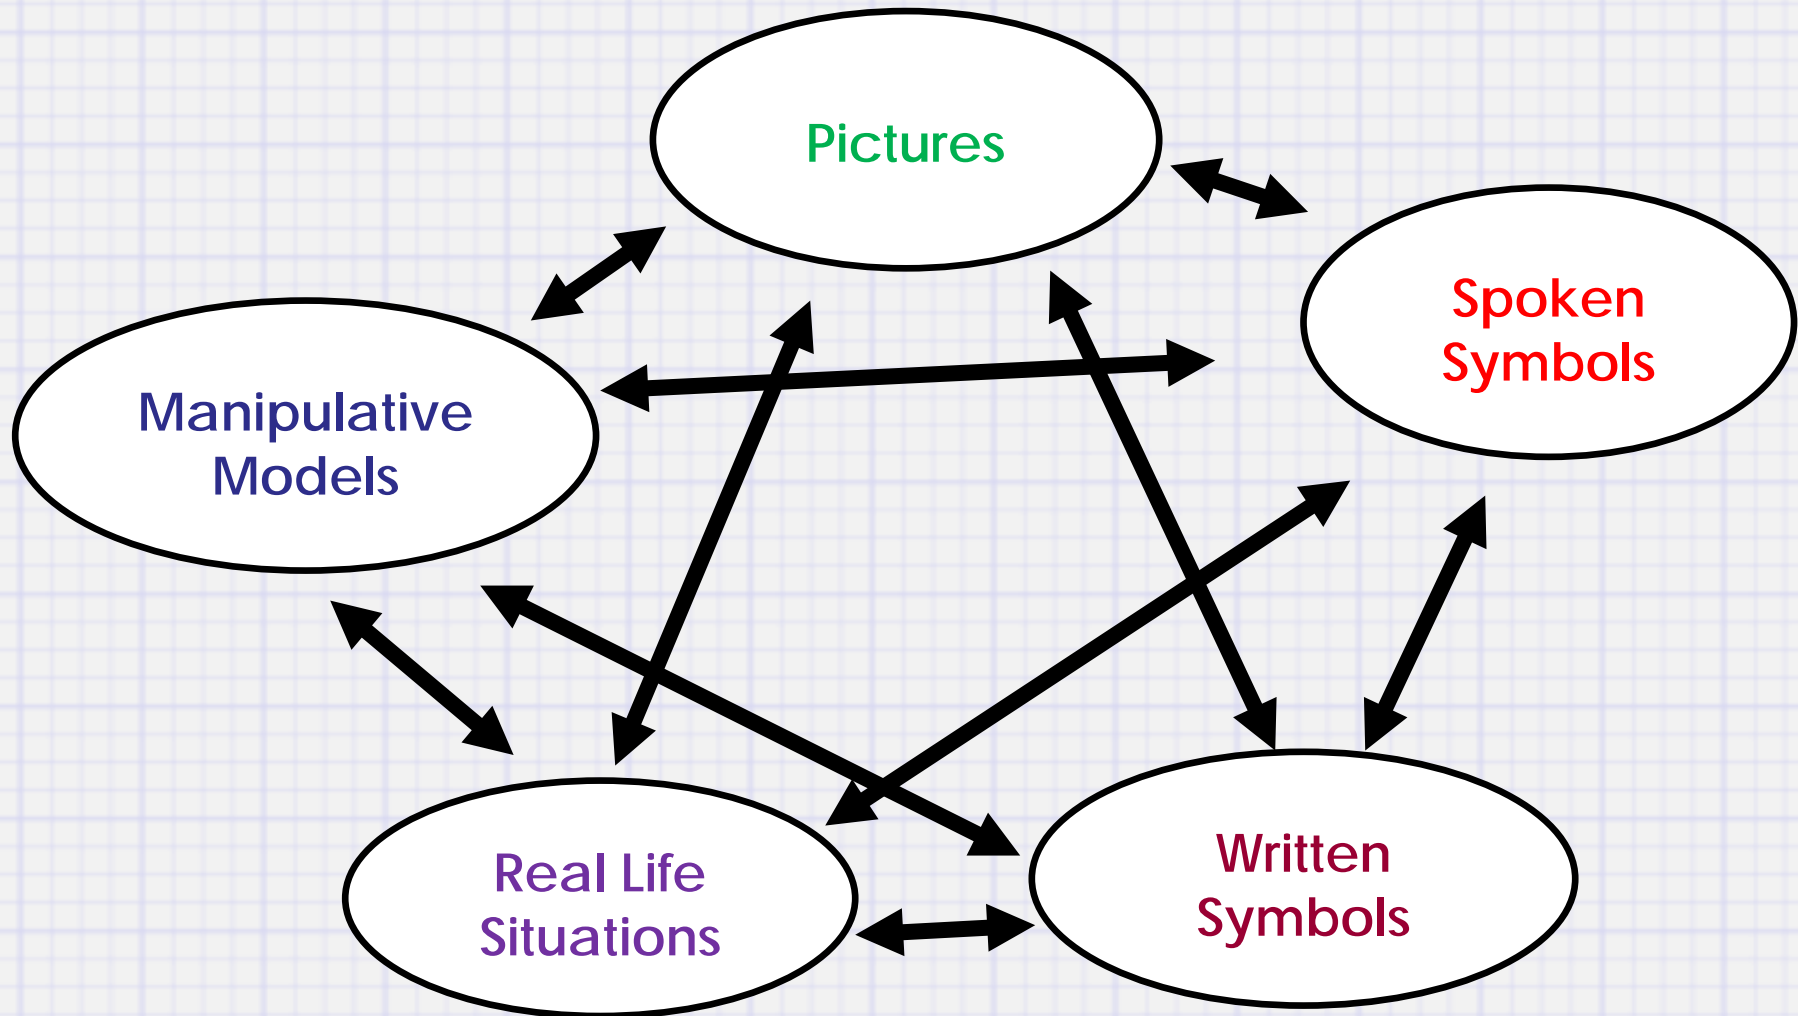 Pictures
Spoken
Symbols
Manipulative
Models
Real Life
Situations
Written
Symbols